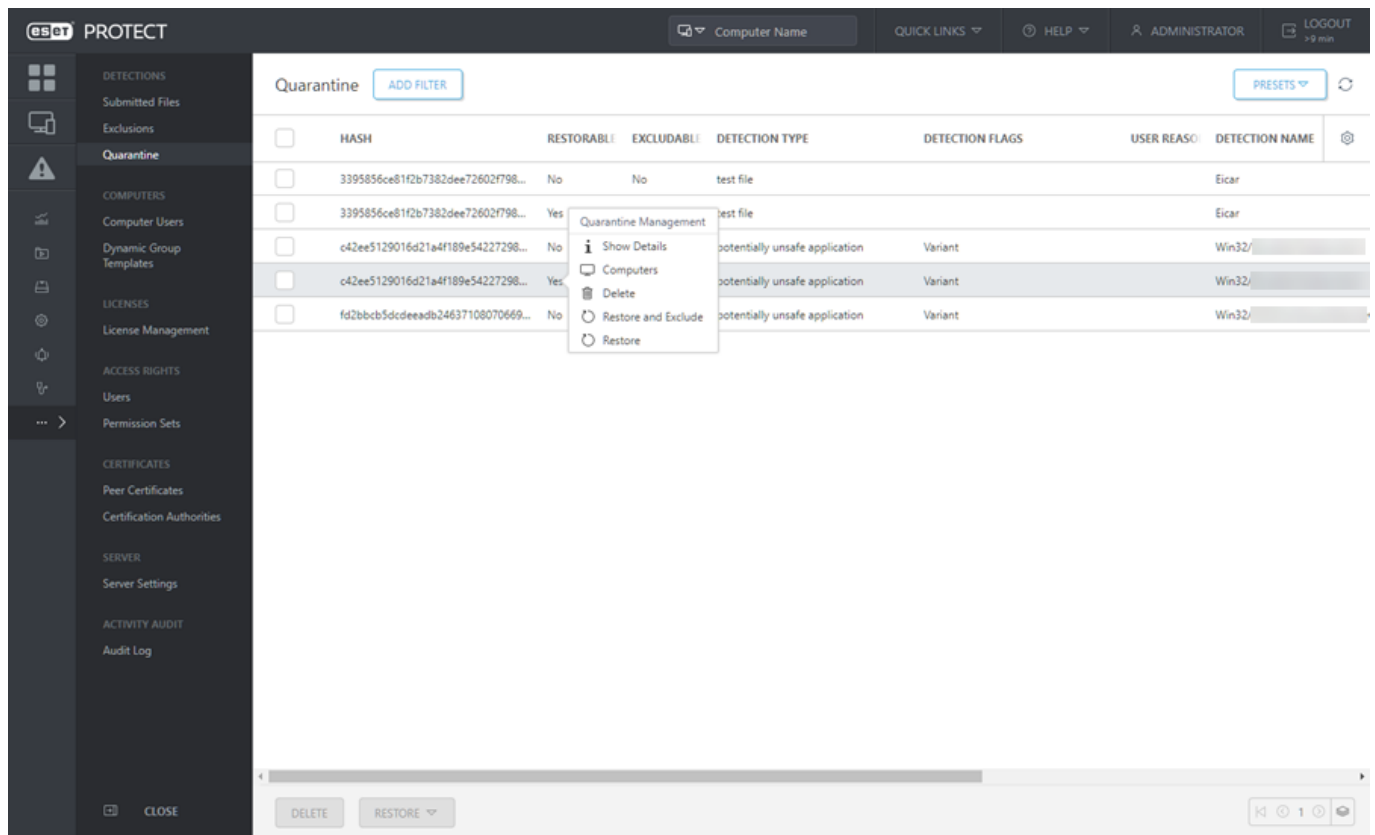 eset PROTECT
Computer Name
QUICK LINKS
HELP
ADMINISTRATOR
LOGOUT
>9 min
DETECTIONS
Submitted Files
Exclusions
Quarantine
COMPUTERS
Computer Users
Dynamic Group
Templates
LICENSES
License Management
ACCESS RIGHTS
Users
Permission Sets
CERTIFICATES
Peer Certificates
Certification Authorities
SERVER
Server Settings
ACTIVITY AUDIT
Audit Log
CLOSE
Quarantine ADD FILTER PRESETS
HASH RESTORABLE EXCLUDABLE DETECTION TYPE DETECTION FLAGS USER REASO DETECTION NAME
3395856ce81f2b7382dee72602f798... No No test file Eicar
3395856ce81f2b7382dee72602f798... Yes test file Eicar
c42ee5129016d21a4f189e54227298... No potentially unsafe application Variant Win32/
c42ee5129016d21a4f189e54227298... Yes potentially unsafe application Variant Win32/
fd2bbcb5dcdeeadb24637108070669... No potentially unsafe application Variant Win32/
Quarantine Management
Show Details
Computers
Delete
Restore and Exclude
Restore
DELETE RESTORE 1